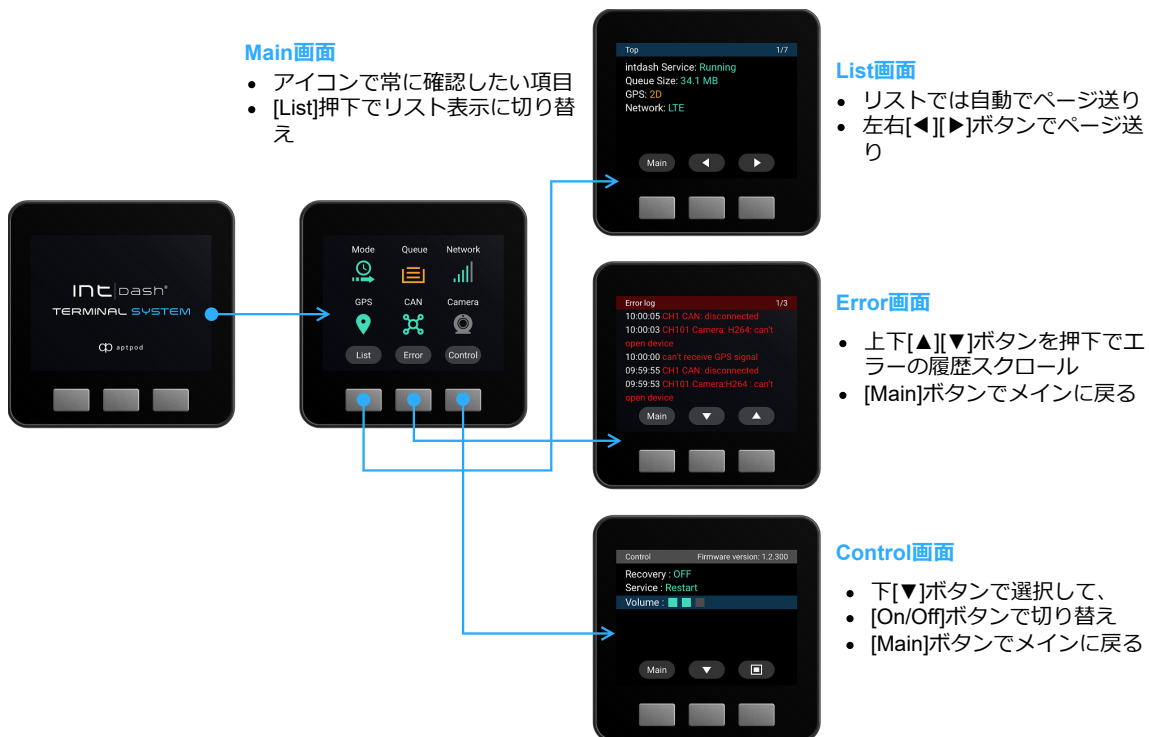 Main画面
• アイコンで常に確認したい項目
• [List]押下でリスト表示に切り替
え
int|dash®
TERMINAL SYSTEM
aptpod
Mode Queue Network
GPS CAN Camera
List Error Control
Top 1/7
intdash Service: Running
Queue Size: 34.1 MB
GPS: 2D
Network: LTE
Main ◀ ▶
List画面
• リストでは自動でページ送り
• 左右[◀][▶]ボタンでページ送
り
Error log 1/3
10:00:05 CH1 CAN: disconnected
10:00:03 CH101 Camera: H264: can't
open device
10:00:00 can't receive GPS signal
09:59:55 CH1 CAN: disconnected
09:59:53 CH101 Camera:H264 : can't
open device
Main ▼ ▲
Error画面
• 上下[▲][▼]ボタンを押下でエ
ラーの履歴スクロール
• [Main]ボタンでメインに戻る
Control Firmware version: 1.2.300
Recovery : OFF
Service : Restart
Volume :
Main ▼
Control画面
• 下[▼]ボタンで選択して、
• [On/Off]ボタンで切り替え
• [Main]ボタンでメインに戻る